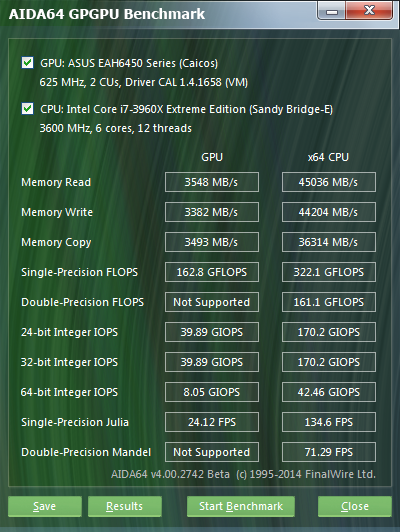 AIDA64 GPGPU Benchmark
GPU: ASUS EAH6450 Series (Caicos)
625 MHz, 2 CUs, Driver CAL 1.4.1658 (VM)
CPU: Intel Core i7-3960X Extreme Edition (Sandy Bridge-E)
3600 MHz, 6 cores, 12 threads
GPU x64 CPU
Memory Read 3548 MB/s 45036 MB/s
Memory Write 3382 MB/s 44204 MB/s
Memory Copy 3493 MB/s 36314 MB/s
Single-Precision FLOPS 162.8 GFLOPS 322.1 GFLOPS
Double-Precision FLOPS Not Supported 161.1 GFLOPS
24-bit Integer IOPS 39.89 GIOPS 170.2 GIOPS
32-bit Integer IOPS 39.89 GIOPS 170.2 GIOPS
64-bit Integer IOPS 8.05 GIOPS 42.46 GIOPS
Single-Precision Julia 24.12 FPS 134.6 FPS
Double-Precision Mandel Not Supported 71.29 FPS
AIDA64 v4.00.2742 Beta (c) 1995-2014 FinalWire Ltd.
Save Results Start Benchmark Close